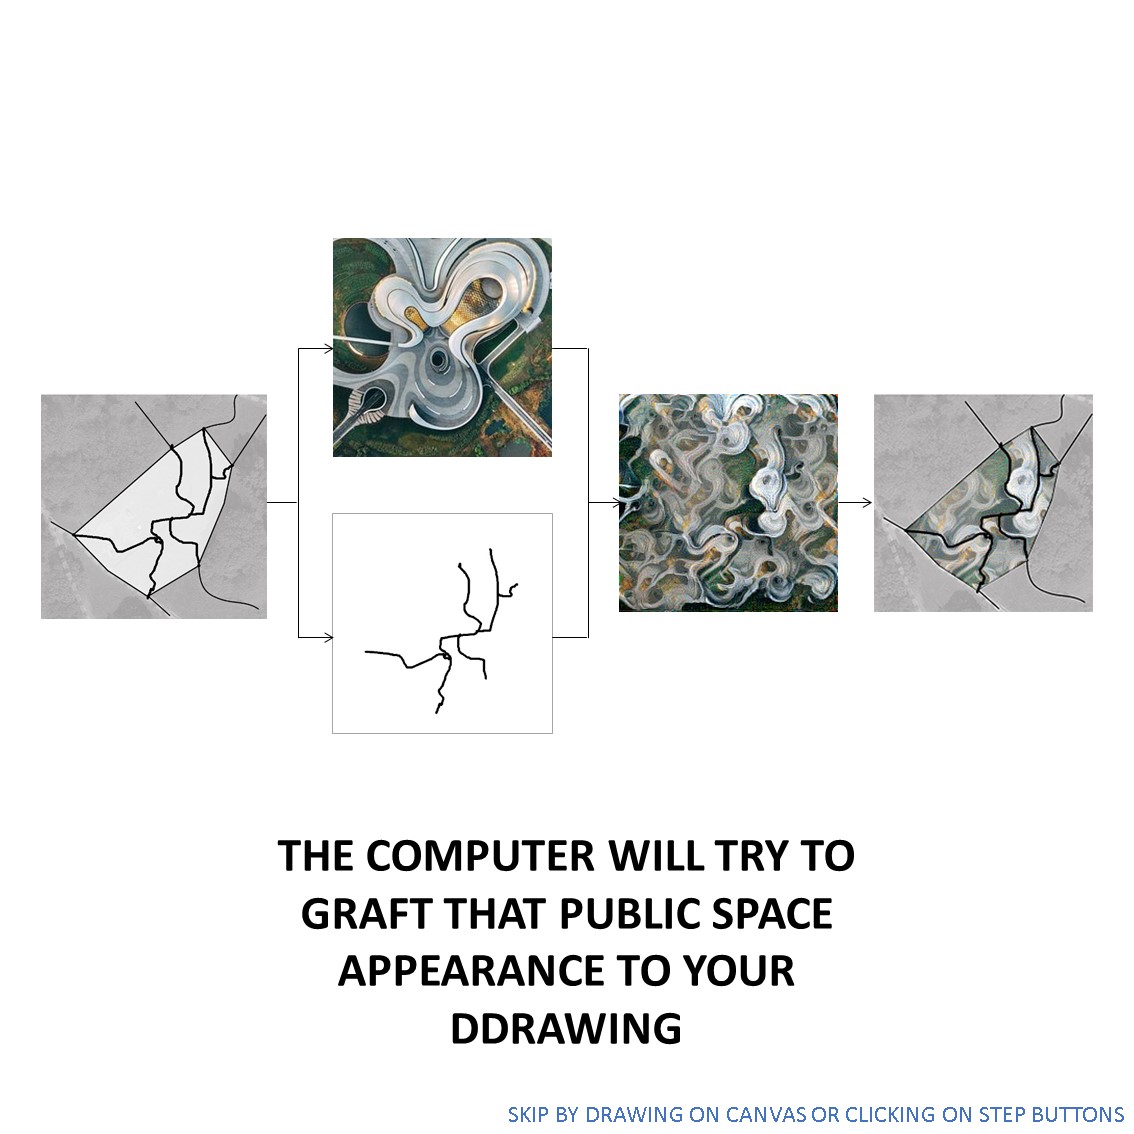 THE COMPUTER WILL TRY TO
GRAFT THAT PUBLIC SPACE
APPEARANCE TO YOUR
DDRAWING
SKIP BY DRAWING ON CANVAS OR CLICKING ON STEP BUTTONS